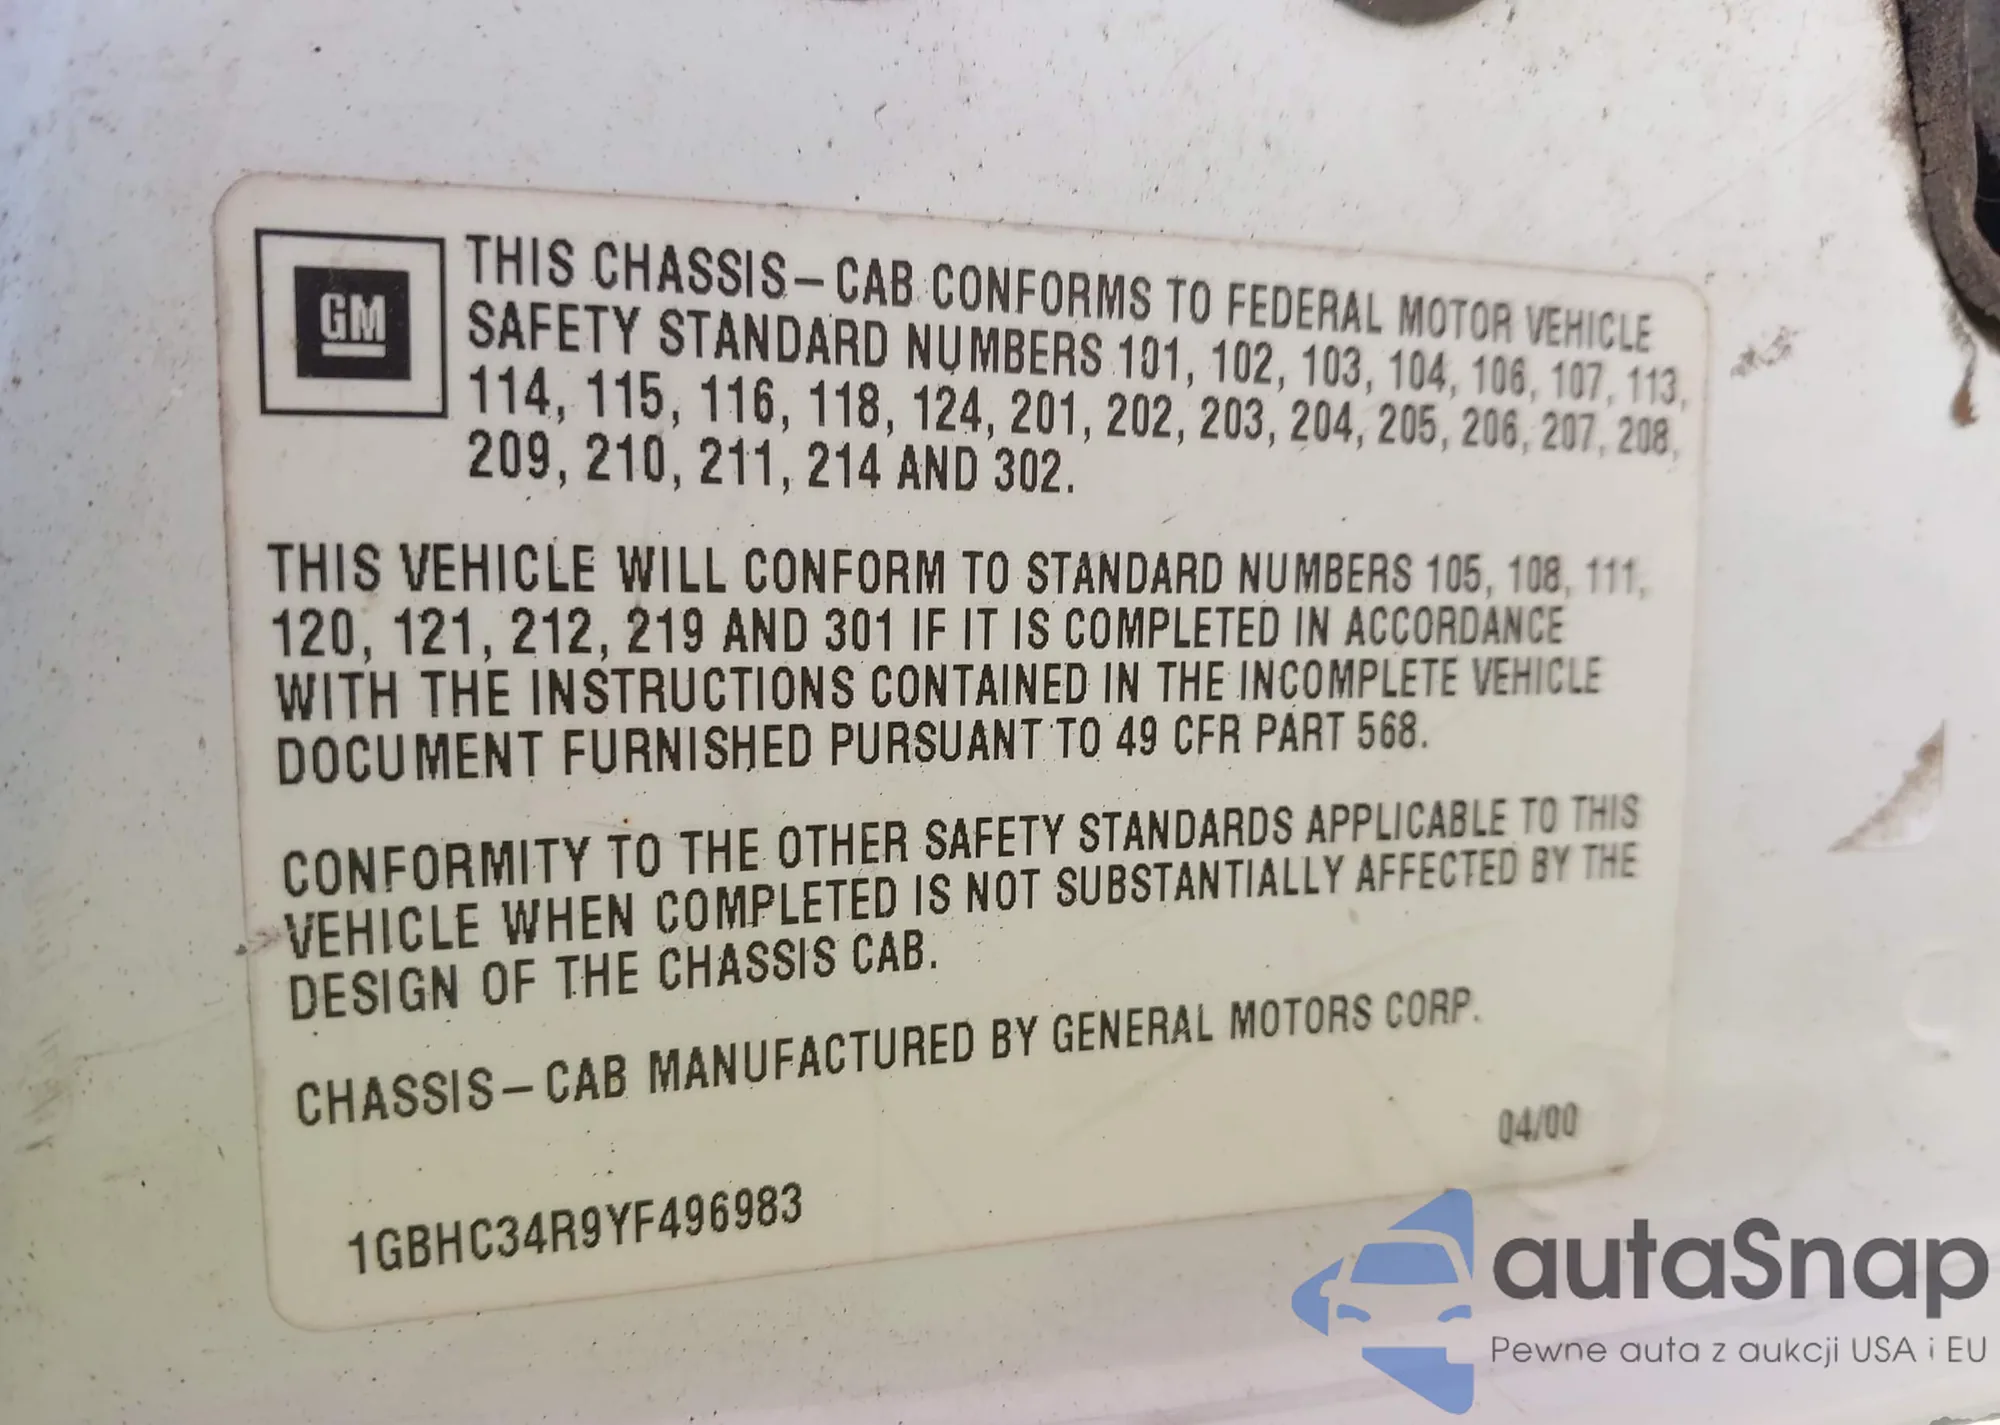 GM
THIS CHASSIS-CAB CONFORMS TO FEDERAL MOTOR VEHICLE
SAFETY STANDARD NUMBERS 101, 102, 103, 104, 106, 107, 113,
114, 115, 116, 118, 124, 201, 202, 203, 204, 205, 206, 207, 208,
209, 210, 211, 214 AND 302.
THIS VEHICLE WILL CONFORM TO STANDARD NUMBERS 105, 108, 111,
120, 121, 212, 219 AND 301 IF IT IS COMPLETED IN ACCORDANCE
WITH THE INSTRUCTIONS CONTAINED IN THE INCOMPLETE VEHICLE
DOCUMENT FURNISHED PURSUANT TO 49 CFR PART 568.
CONFORMITY TO THE OTHER SAFETY STANDARDS APPLICABLE TO THIS
VEHICLE WHEN COMPLETED IS NOT SUBSTANTIALLY AFFECTED BY THE
DESIGN OF THE CHASSIS CAB.
CHASSIS-CAB MANUFACTURED BY GENERAL MOTORS CORP.
04/00
1GBHC34R9YF496983
autaSnap
Pewne auta z aukcji USA i EU